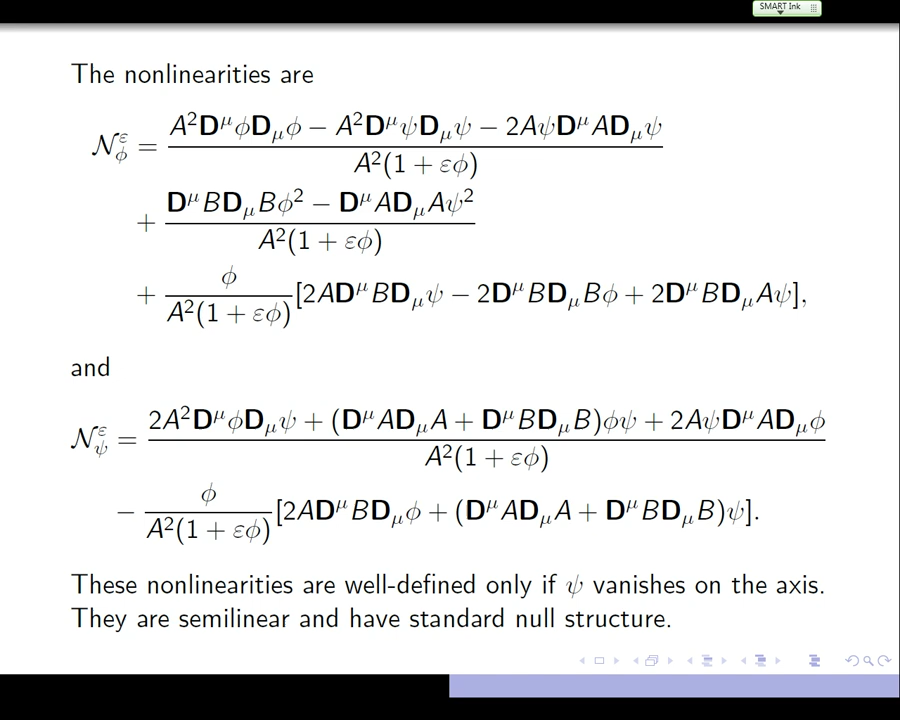 SMART Ink
The nonlinearities are
𝒩^ε_ϕ = (A²𝐃^μϕ𝐃_μϕ − A²𝐃^μψ𝐃_μψ − 2Aψ𝐃^μA𝐃_μψ) / (A²(1 + εϕ))
+ (𝐃^μB𝐃_μBϕ² − 𝐃^μA𝐃_μAψ²) / (A²(1 + εϕ))
+ ϕ / (A²(1 + εϕ)) [2A𝐃^μB𝐃_μψ − 2𝐃^μB𝐃_μBϕ + 2𝐃^μB𝐃_μAψ],
and
𝒩^ε_ψ = (2A²𝐃^μϕ𝐃_μψ + (𝐃^μA𝐃_μA + 𝐃^μB𝐃_μB)ϕψ + 2Aψ𝐃^μA𝐃_μϕ) / (A²(1 + εϕ))
− ϕ / (A²(1 + εϕ)) [2A𝐃^μB𝐃_μϕ + (𝐃^μA𝐃_μA + 𝐃^μB𝐃_μB)ψ].
These nonlinearities are well-defined only if ψ vanishes on the axis.
They are semilinear and have standard null structure.